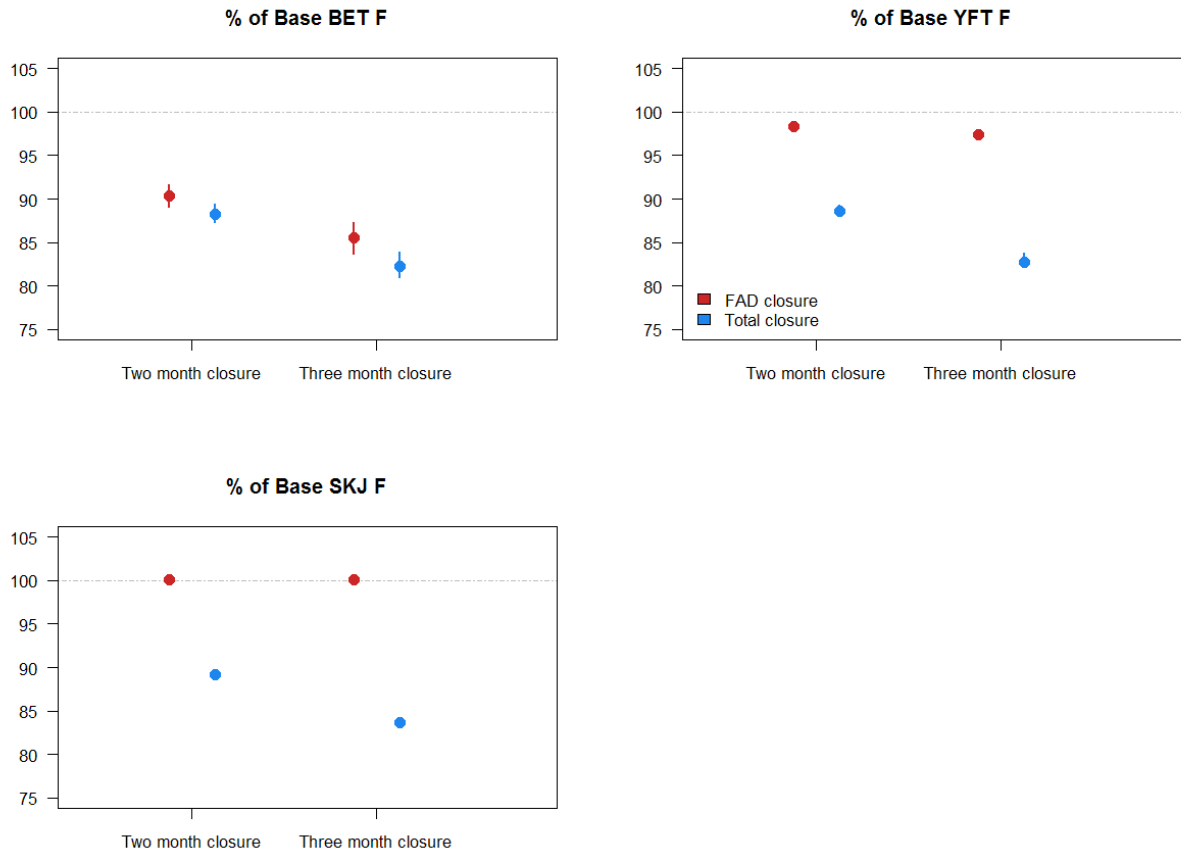 % of Base BET F
105
100
95
90
85
80
75
Two month closure Three month closure
% of Base YFT F
105
100
95
90
85
80
75
FAD closure
Total closure
Two month closure Three month closure
% of Base SKJ F
105
100
95
90
85
80
75
Two month closure Three month closure